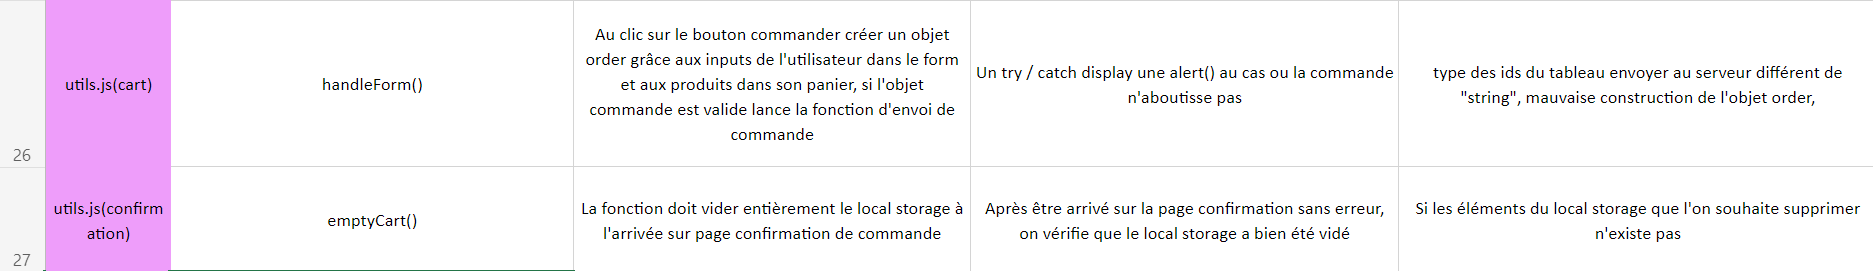 26
utils.js(cart)
handleForm()
Au clic sur le bouton commander créer un objet
order grâce aux inputs de l'utilisateur dans le form
et aux produits dans son panier, si l'objet
commande est valide lance la fonction d'envoi de
commande
Un try / catch display une alert() au cas ou la commande
n'aboutisse pas
type des ids du tableau envoyer au serveur différent de
"string", mauvaise construction de l'objet order,
27
utils.js(confirm
ation)
emptyCart()
La fonction doit vider entièrement le local storage à
l'arrivée sur page confirmation de commande
Après être arrivé sur la page confirmation sans erreur,
on vérifie que le local storage a bien été vidé
Si les éléments du local storage que l'on souhaite supprimer
n'existe pas